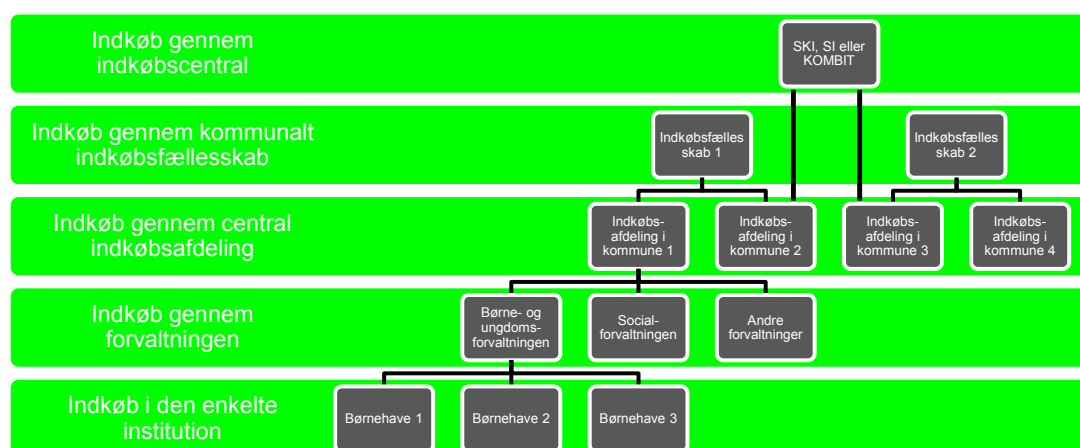 Indkøb gennem
indkøbscentral
SKI, SI eller
KOMBIT
Indkøb gennem kommunalt
indkøbsfællesskab
Indkøbsfælles
skab 1
Indkøbsfælles
skab 2
Indkøb gennem central
indkøbsafdeling
Indkøbs-
afdeling i
kommune 1
Indkøbs-
afdeling i
kommune 2
Indkøbs-
afdeling i
kommune 3
Indkøbs-
afdeling i
kommune 4
Indkøb gennem
forvaltningen
Børne- og
ungdoms-
forvaltningen
Social-
forvaltningen
Andre
forvaltninger
Indkøb i den enkelte
institution
Børnehave 1
Børnehave 2
Børnehave 3